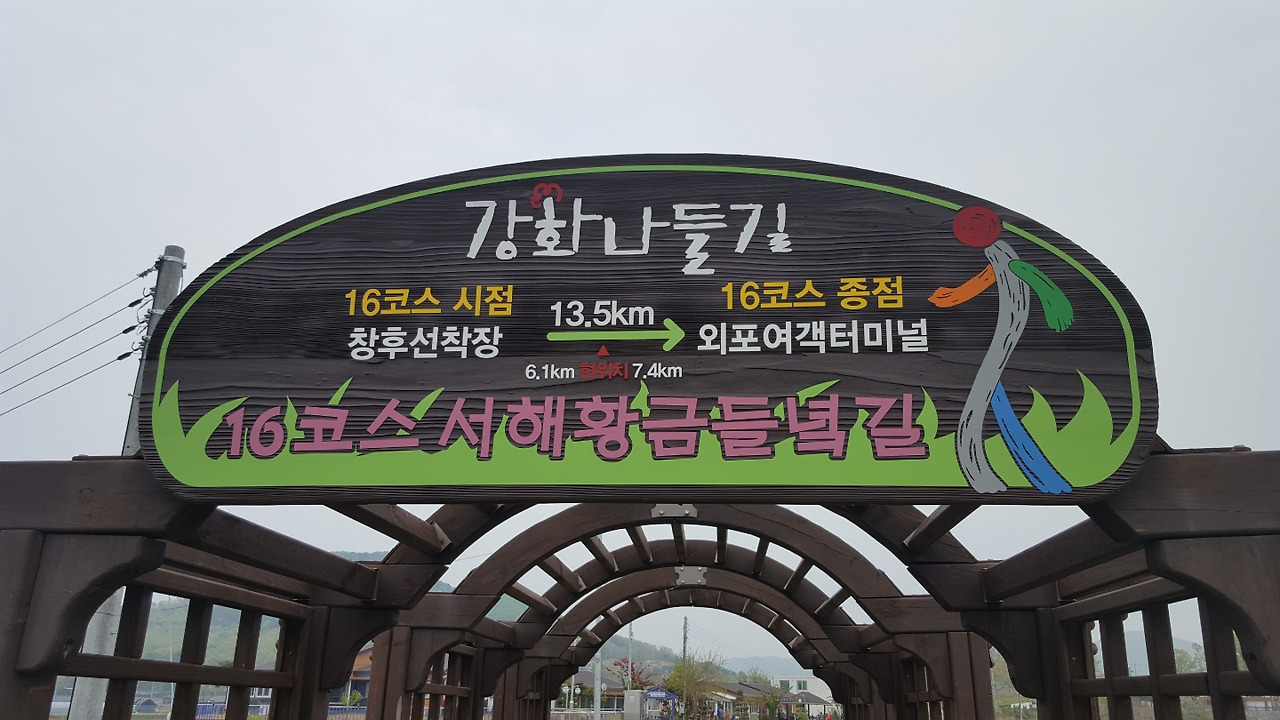 강화나들길
16코스 시점 13.5km 16코스 종점
창후선착장 외포여객터미널
6.1km 현위치 7.4km
16코스 서해황금들녘길